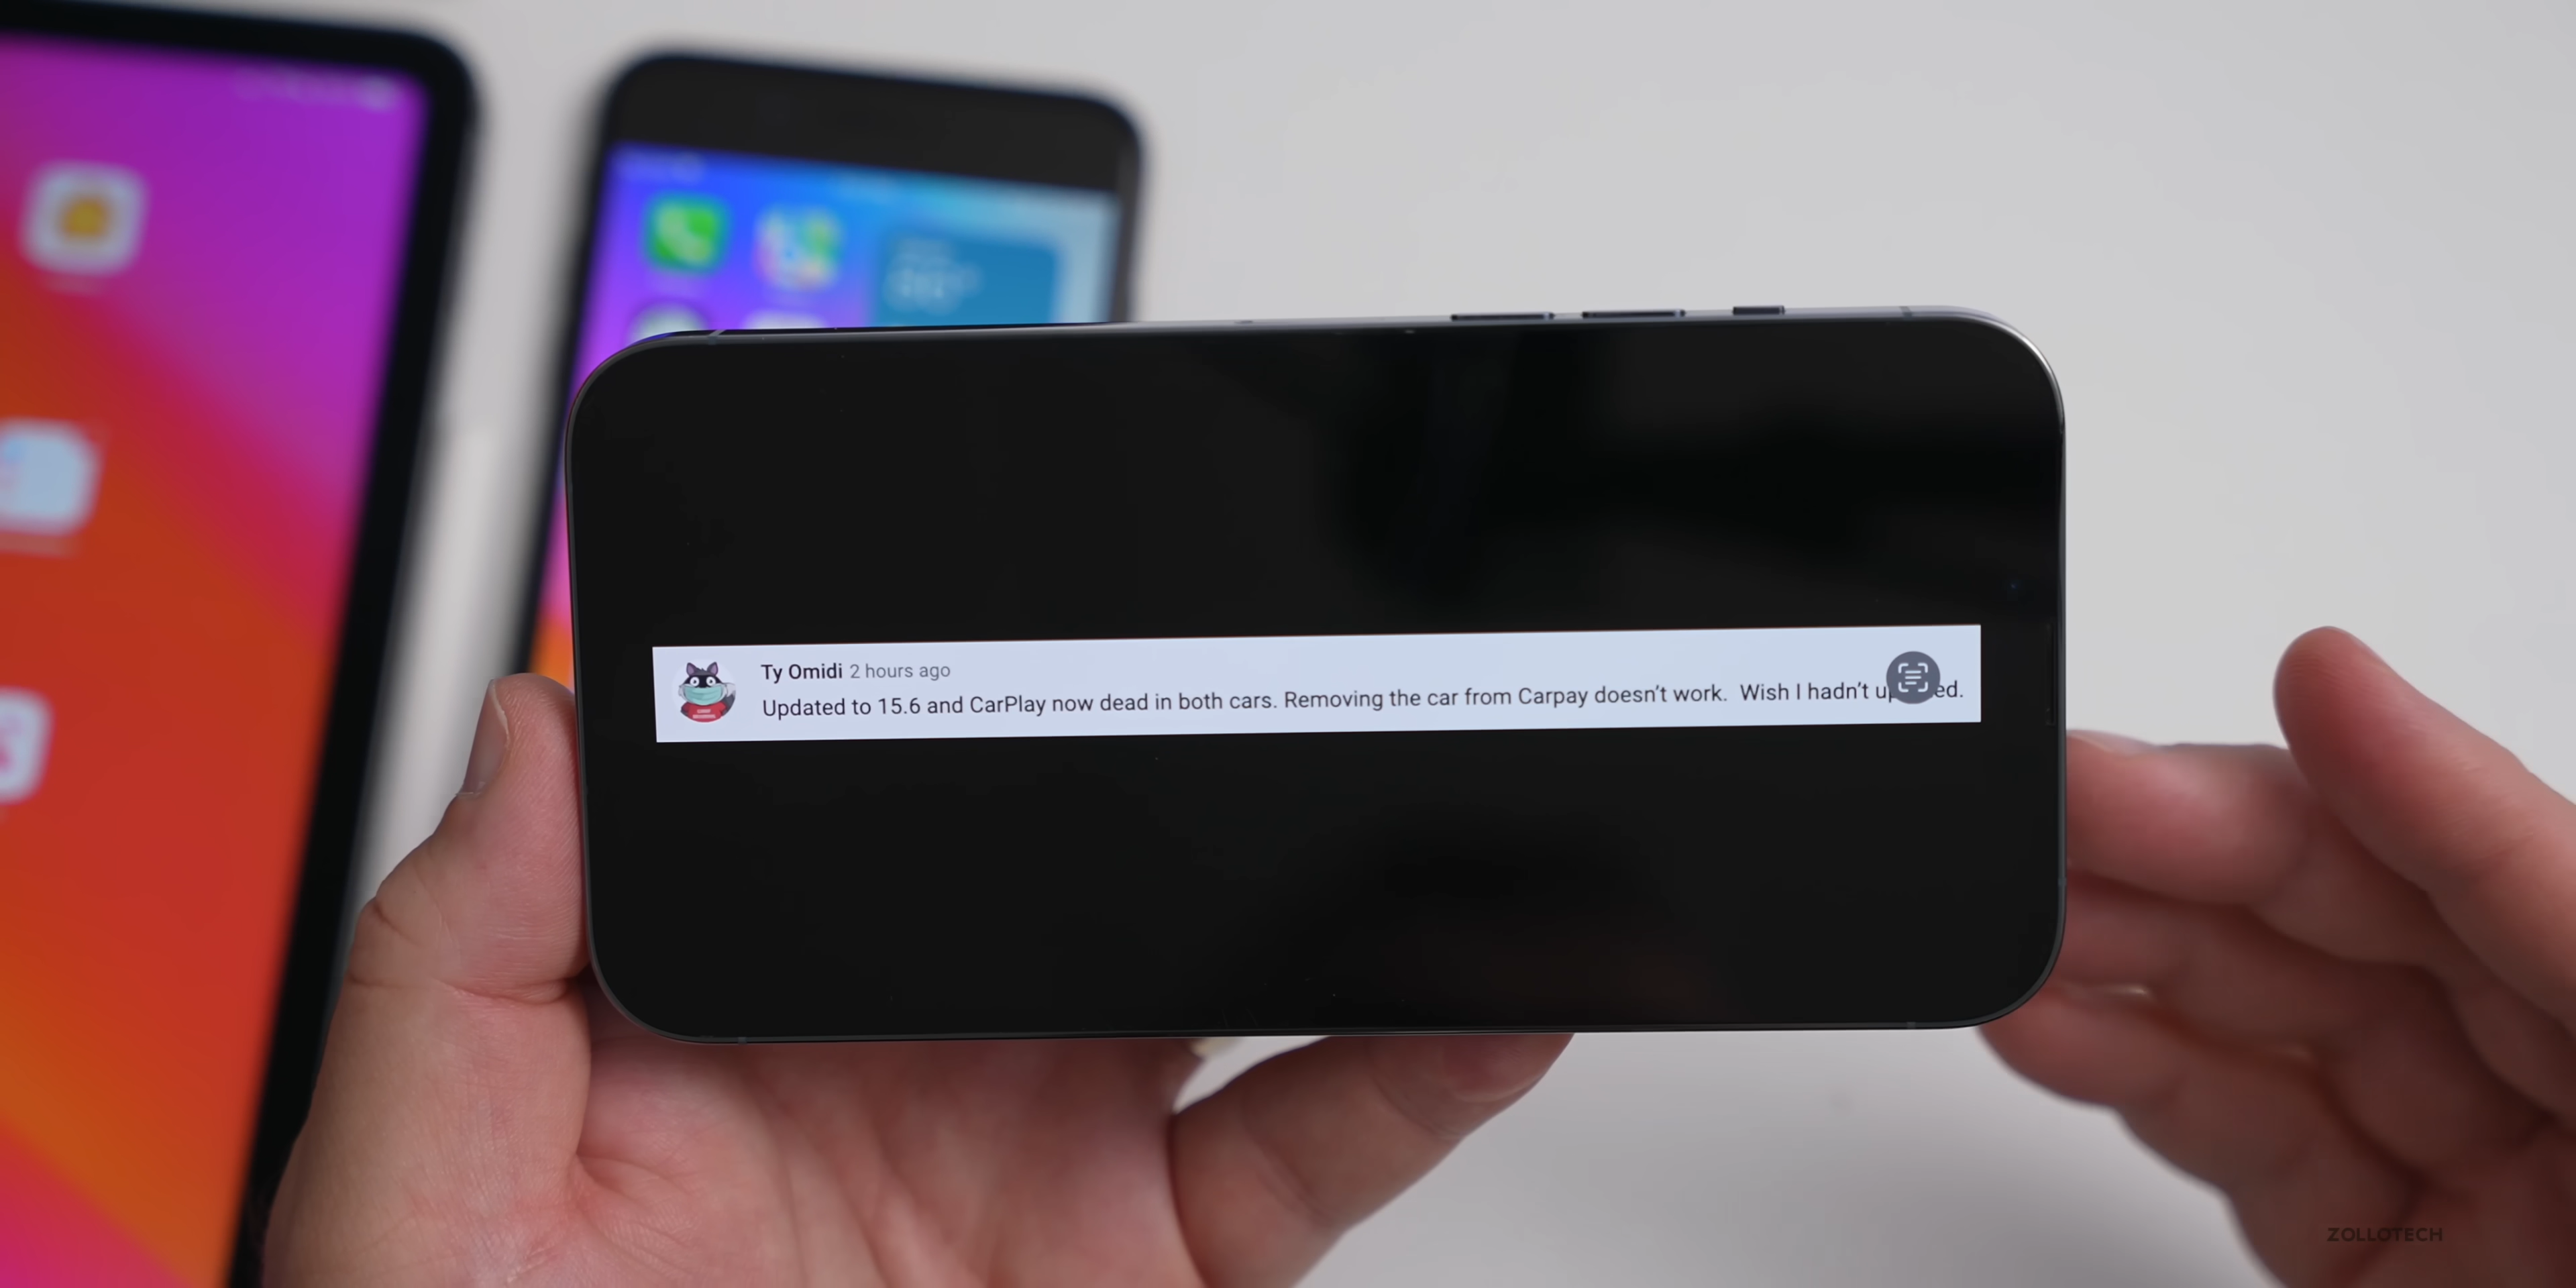 Ty Omidi 2 hours ago
Updated to 15.6 and CarPlay now dead in both cars. Removing the car from Carpay doesn't work. Wish I hadn't
ZOLLOTECH